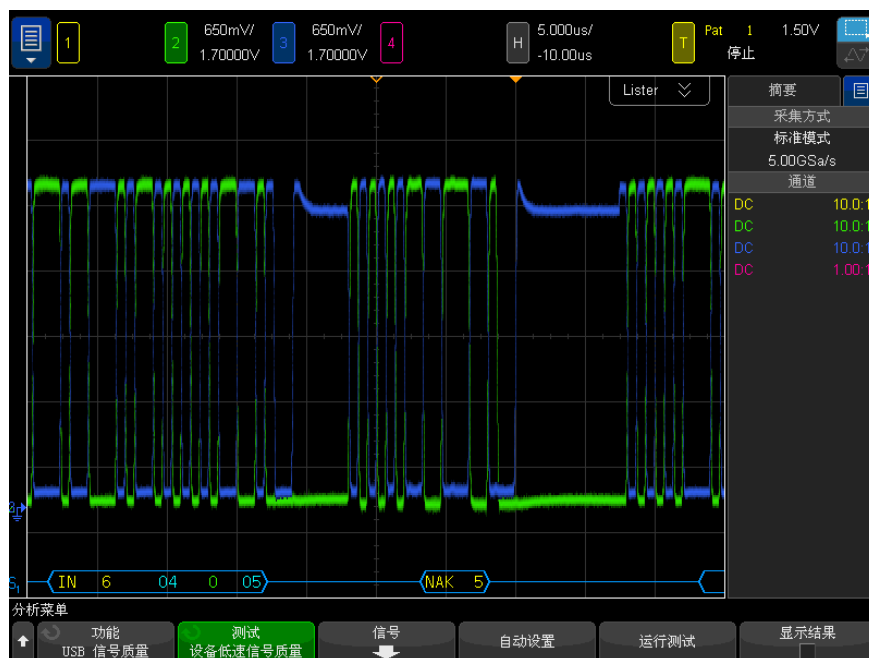 1
2
650mV/
1.70000V
3
650mV/
1.70000V
4
H
5.000us/
-10.00us
T
Pat 1 1.50V
停止
Lister
摘要
采集方式
标准模式
5.00GSa/s
通道
DC 10.0:1
DC 10.0:1
DC 10.0:1
DC 1.00:1
S1
IN 6 04 0 05
NAK 5
分析菜单
功能
USB 信号质量
测试
设备低速信号质量
信号
自动设置
运行测试
显示结果